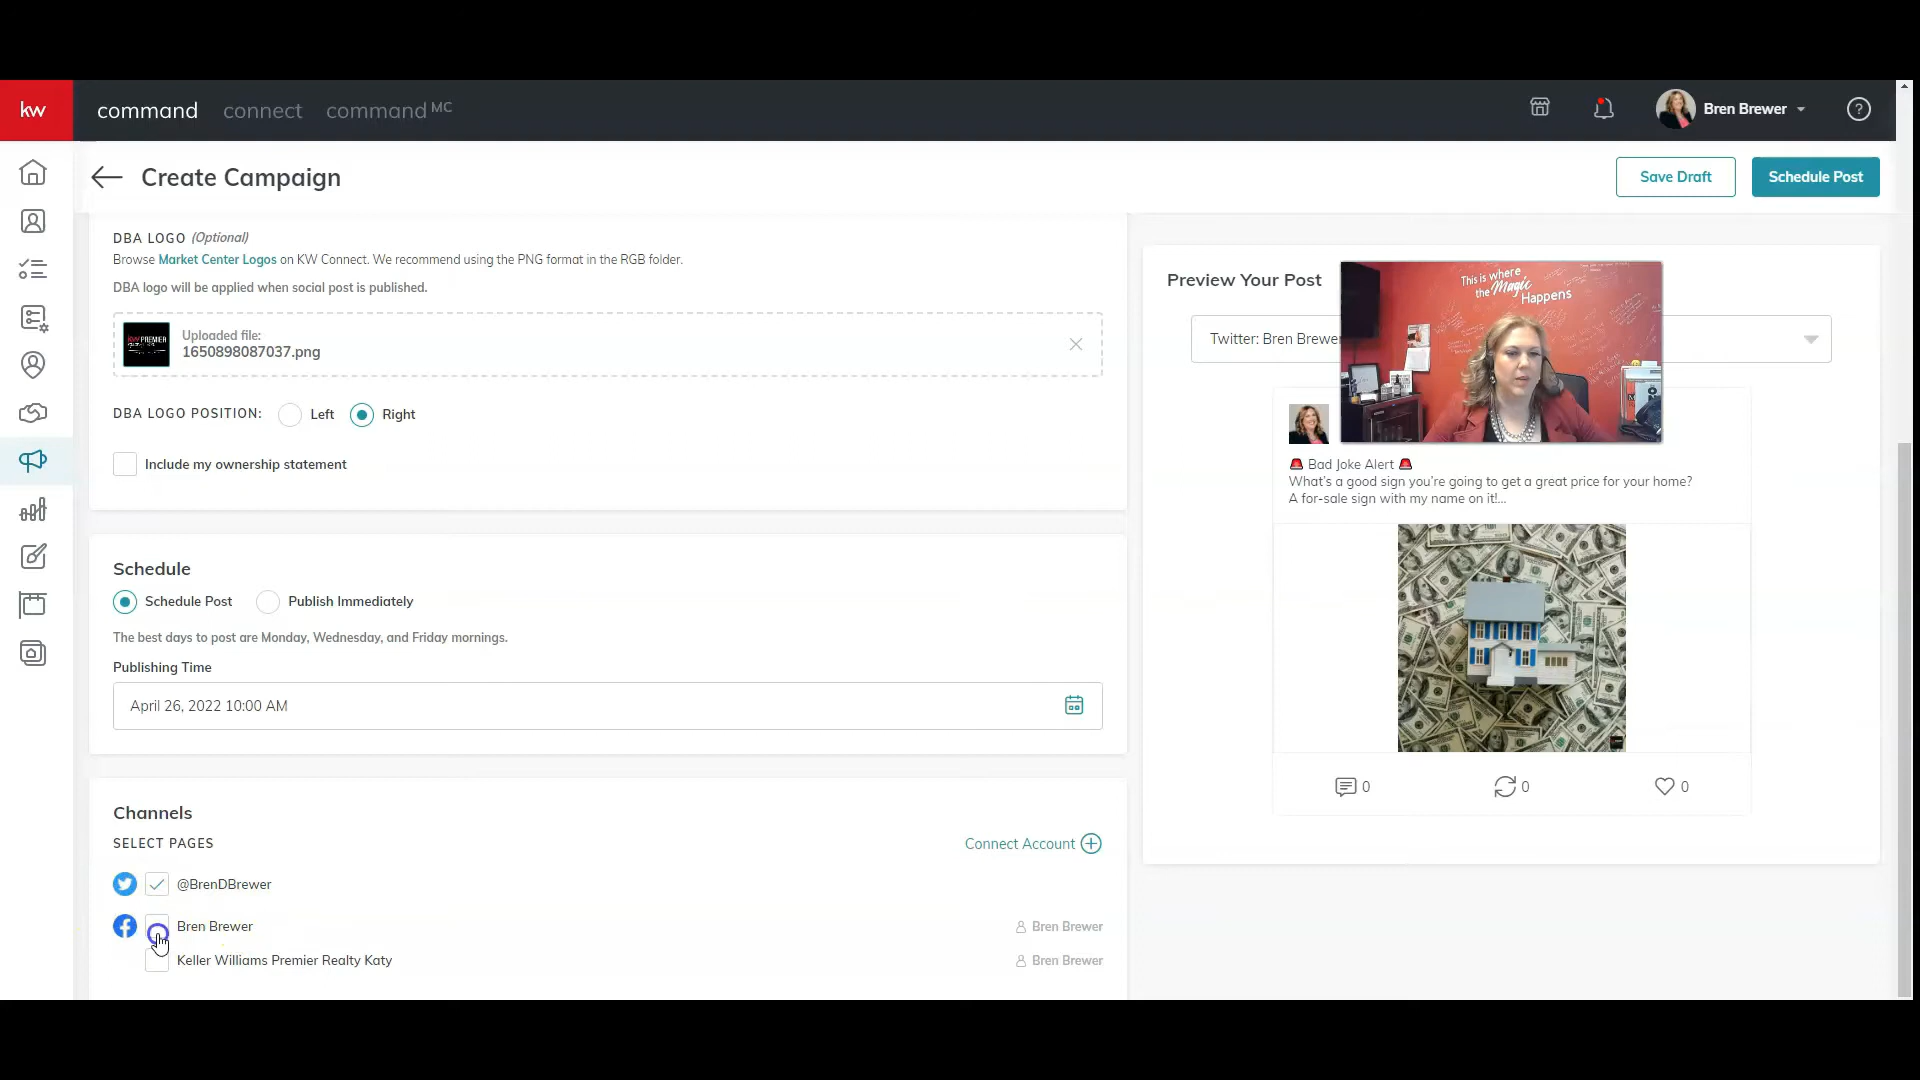 kw
command connect command MC
Bren Brewer
?
Create Campaign
Save Draft
Schedule Post
DBA LOGO (Optional)
Browse Market Center Logos on KW Connect. We recommend using the PNG format in the RGB folder.
DBA logo will be applied when social post is published.
KW PREMIER
Uploaded file:
1650898087037.png
DBA LOGO POSITION: Left Right
Include my ownership statement
Schedule
Schedule Post Publish Immediately
The best days to post are Monday, Wednesday, and Friday mornings.
Publishing Time
April 26, 2022 10:00 AM
Channels
SELECT PAGES
Connect Account
@BrenDBrewer
Bren Brewer Bren Brewer
Keller Williams Premier Realty Katy Bren Brewer
Preview Your Post
This is where
the Magic
Happens
Twitter: Bren Brewer
🚨 Bad Joke Alert 🚨
What's a good sign you're going to get a great price for your home?
A for-sale sign with my name on it!...
0 0 0